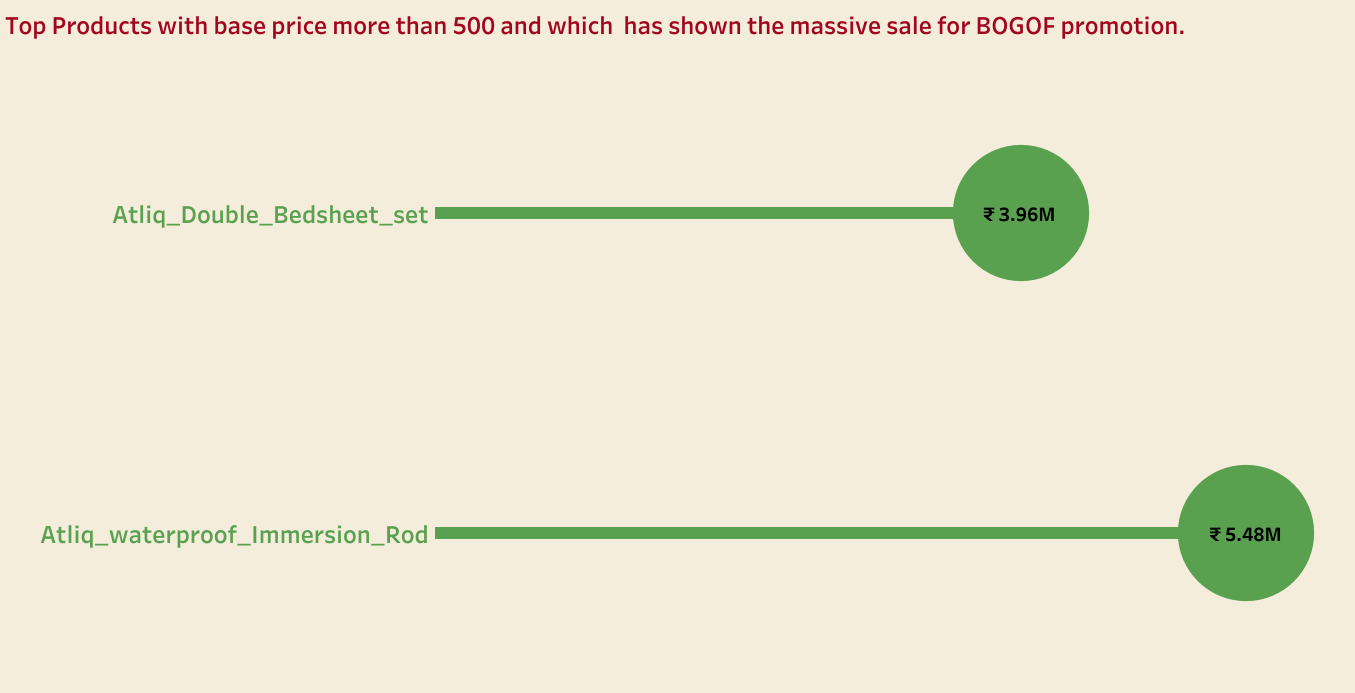 Top Products with base price more than 500 and which  has shown the massive sale for BOGOF promotion.
Atliq_Double_Bedsheet_set ₹ 3.96M
Atliq_waterproof_Immersion_Rod ₹ 5.48M